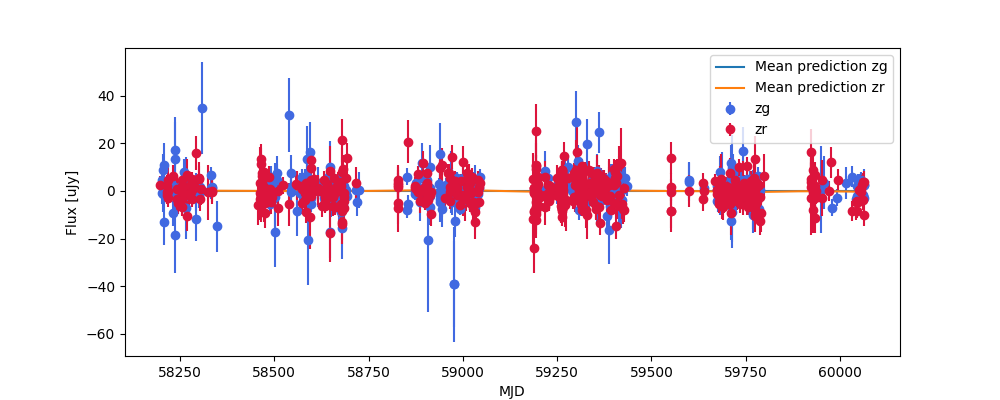 Mean prediction zg
Mean prediction zr
zg
zr
Flux [uJy]
40
20
0
−20
−40
−60
58250
58500
58750
59000
59250
59500
59750
60000
MJD